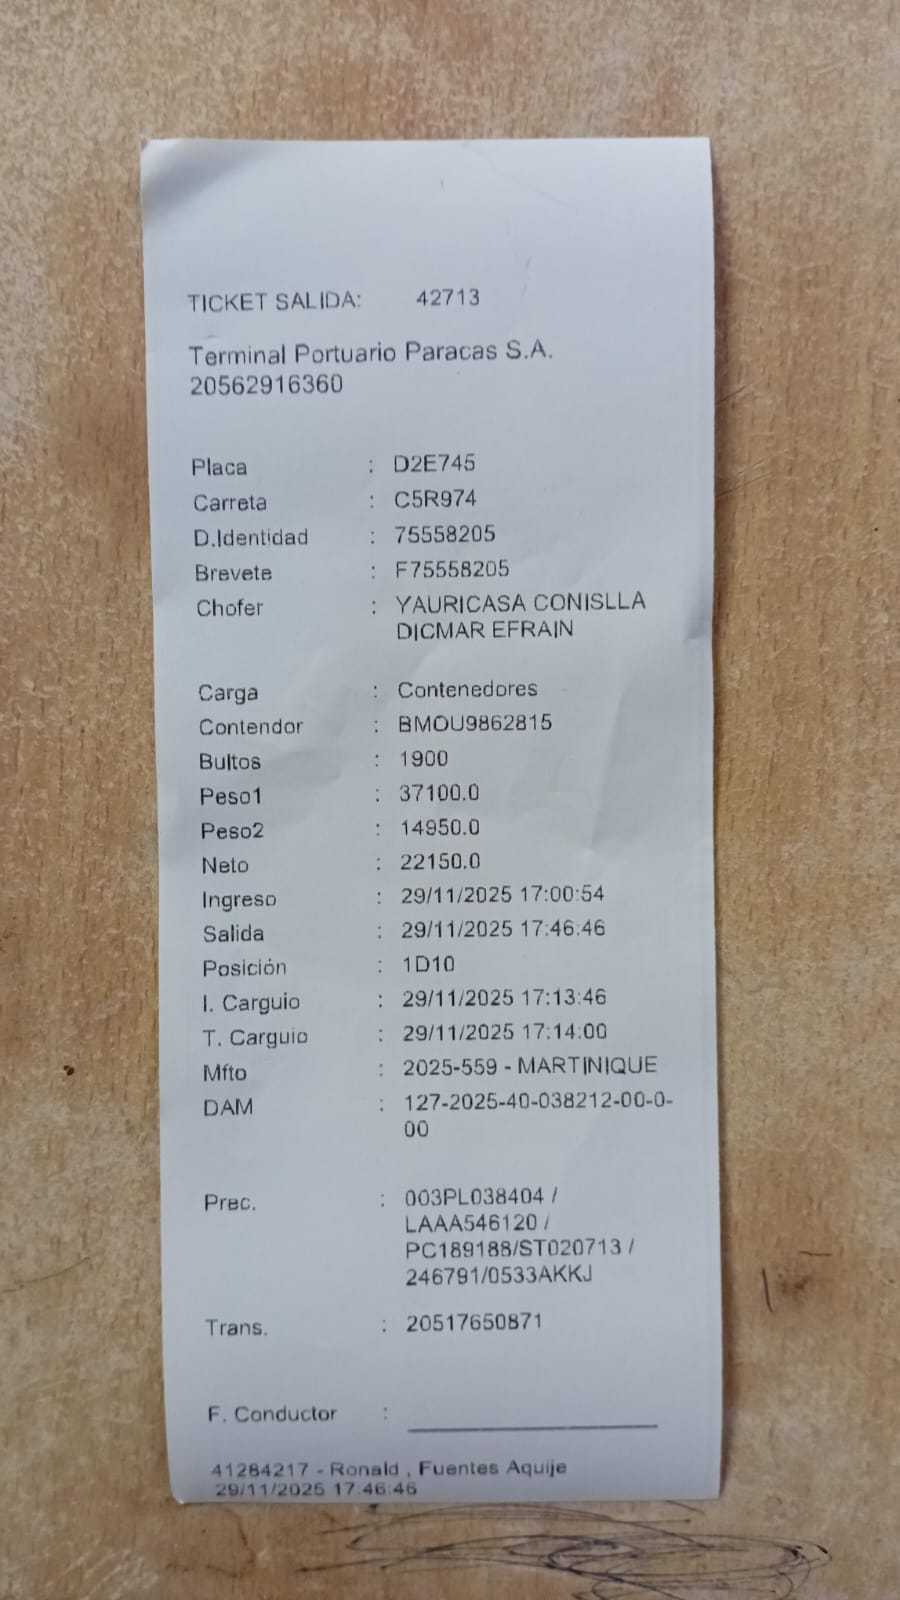 TICKET SALIDA: 42713
Terminal Portuario Paracas S.A.
20562916360
Placa : D2E745
Carreta : C5R974
D.Identidad : 75558205
Brevete : F75558205
Chofer : YAURICASA CONISLLA
DICMAR EFRAIN
Carga : Contenedores
Contendor : BMOU9862815
Bultos : 1900
Peso1 : 37100.0
Peso2 : 14950.0
Neto : 22150.0
Ingreso : 29/11/2025 17:00:54
Salida : 29/11/2025 17:46:46
Posición : 1D10
I. Carguio : 29/11/2025 17:13:46
T. Carguio : 29/11/2025 17:14:00
Mfto : 2025-559 - MARTINIQUE
DAM : 127-2025-40-038212-00-0-
00
Prec. : 003PL038404 /
LAAA546120 /
PC189188/ST020713 /
246791/0533AKKJ
Trans. : 20517650871
F. Conductor :
41284217 - Ronald , Fuentes Aquije
29/11/2025 17:46:46